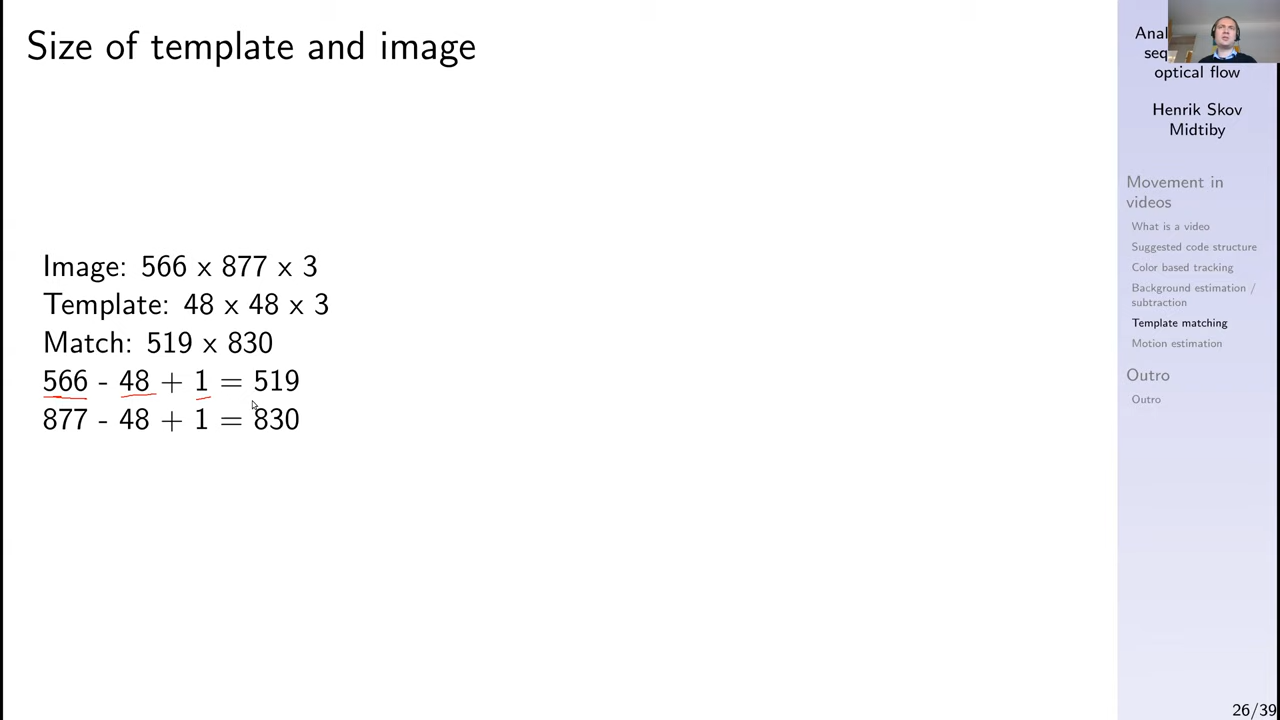 Size of template and image
Image: 566 x 877 x 3
Template: 48 x 48 x 3
Match: 519 x 830
566 - 48 + 1 = 519
877 - 48 + 1 = 830
Anal
seq
optical flow
Henrik Skov
Midtiby
Movement in
videos
What is a video
Suggested code structure
Color based tracking
Background estimation /
subtraction
Template matching
Motion estimation
Outro
Outro
26/39